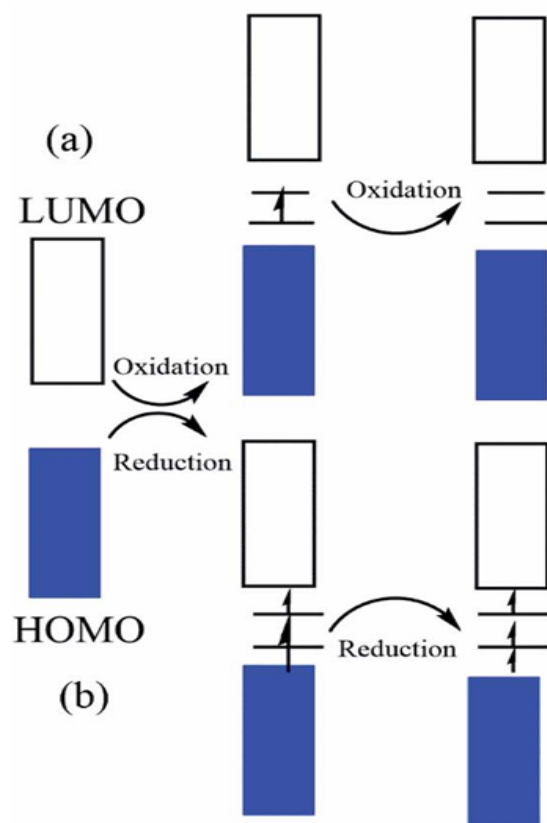 (a)
LUMO
Oxidation
Oxidation
Reduction
Reduction
HOMO
(b)